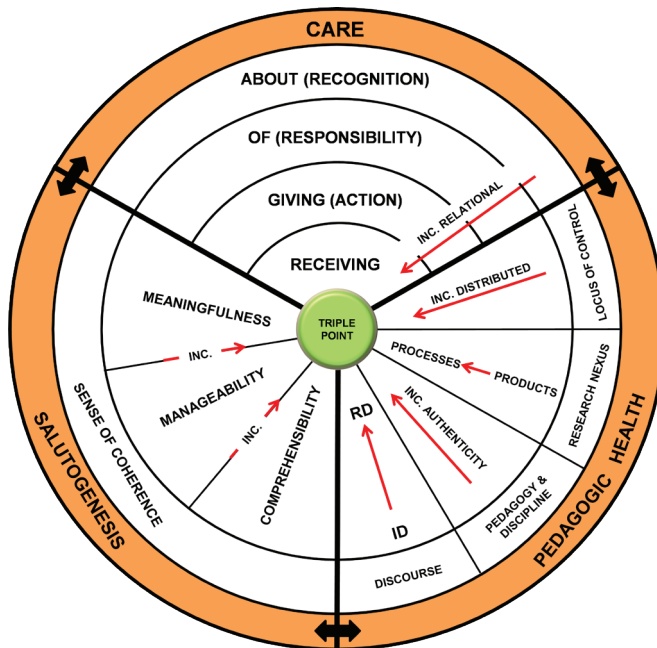 CARE
ABOUT (RECOGNITION)
OF (RESPONSIBILITY)
GIVING (ACTION)
RECEIVING
INC. RELATIONAL
TRIPLE
POINT
INC. DISTRIBUTED
LOCUS OF CONTROL
PROCESSES
PRODUCTS
RESEARCH NEXUS
INC. AUTHENTICITY
PEDAGOGY &
DISCIPLINE
RD
ID
DISCOURSE
PEDAGOGIC HEALTH
MEANINGFULNESS
INC.
MANAGEABILITY
INC.
COMPREHENSIBILITY
SENSE OF COHERENCE
SALUTOGENESIS